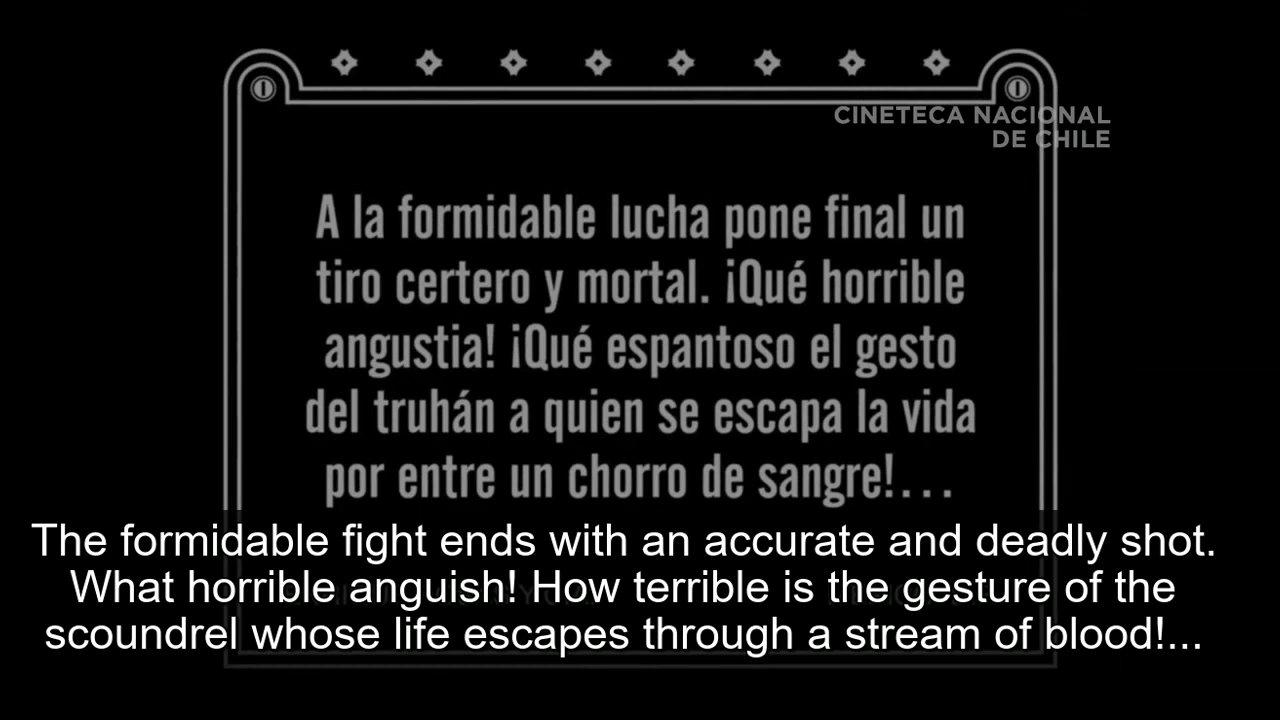 CINETECA NACIONAL
DE CHILE
A la formidable lucha pone final un
tiro certero y mortal. ¡Qué horrible
angustia! ¡Qué espantoso el gesto
del truhán a quien se escapa la vida
por entre un chorro de sangre!...
The formidable fight ends with an accurate and deadly shot.
What horrible anguish! How terrible is the gesture of the
scoundrel whose life escapes through a stream of blood!...